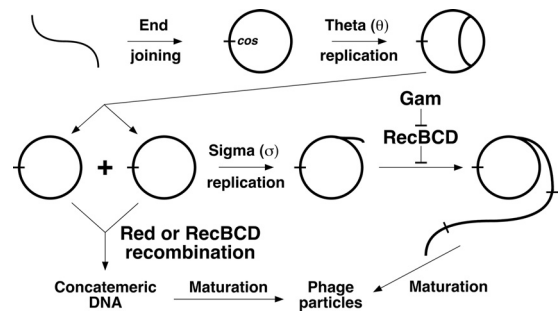 End
joining
cos
Theta (θ)
replication
Gam
RecBCD
+
Sigma (σ)
replication
Red or RecBCD
recombination
Concatemeric
DNA
Maturation
Phage
particles
Maturation